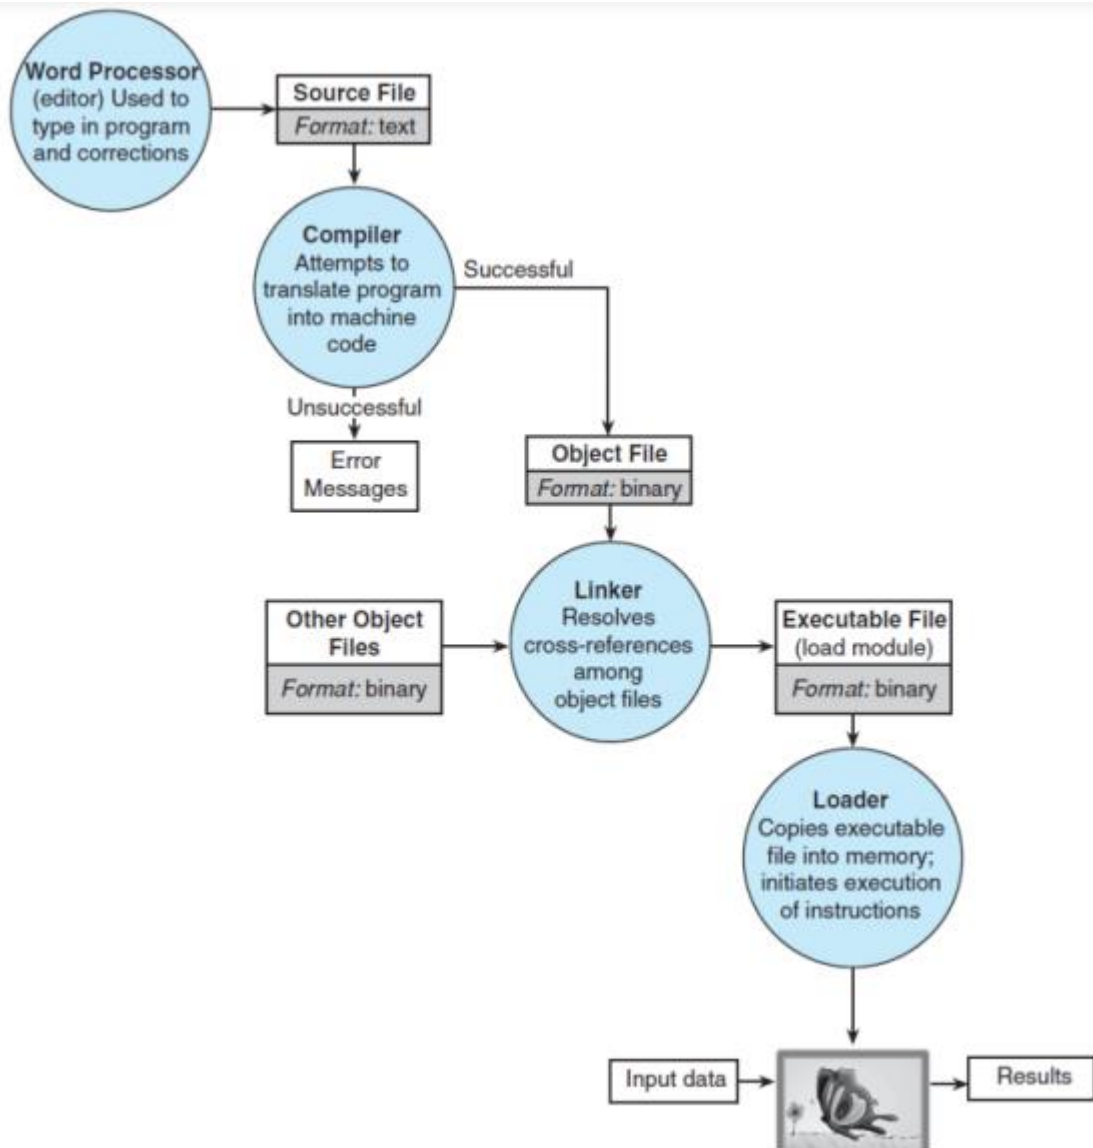 Word Processor
(editor) Used to
type in program
and corrections
Source File
Format: text
Compiler
Attempts to
translate program
into machine
code
Successful
Unsuccessful
Error
Messages
Object File
Format: binary
Other Object
Files
Format: binary
Linker
Resolves
cross-references
among
object files
Executable File
(load module)
Format: binary
Loader
Copies executable
file into memory;
initiates execution
of instructions
Input data
Results